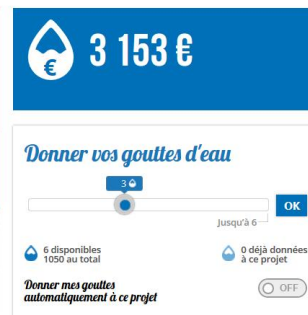 € 3 153 €
Donner vos gouttes d'eau
3
OK
Jusqu'à 6
6 disponibles
1050 au total
0 déjà données
à ce projet
Donner mes gouttes
automatiquement à ce projet
OFF